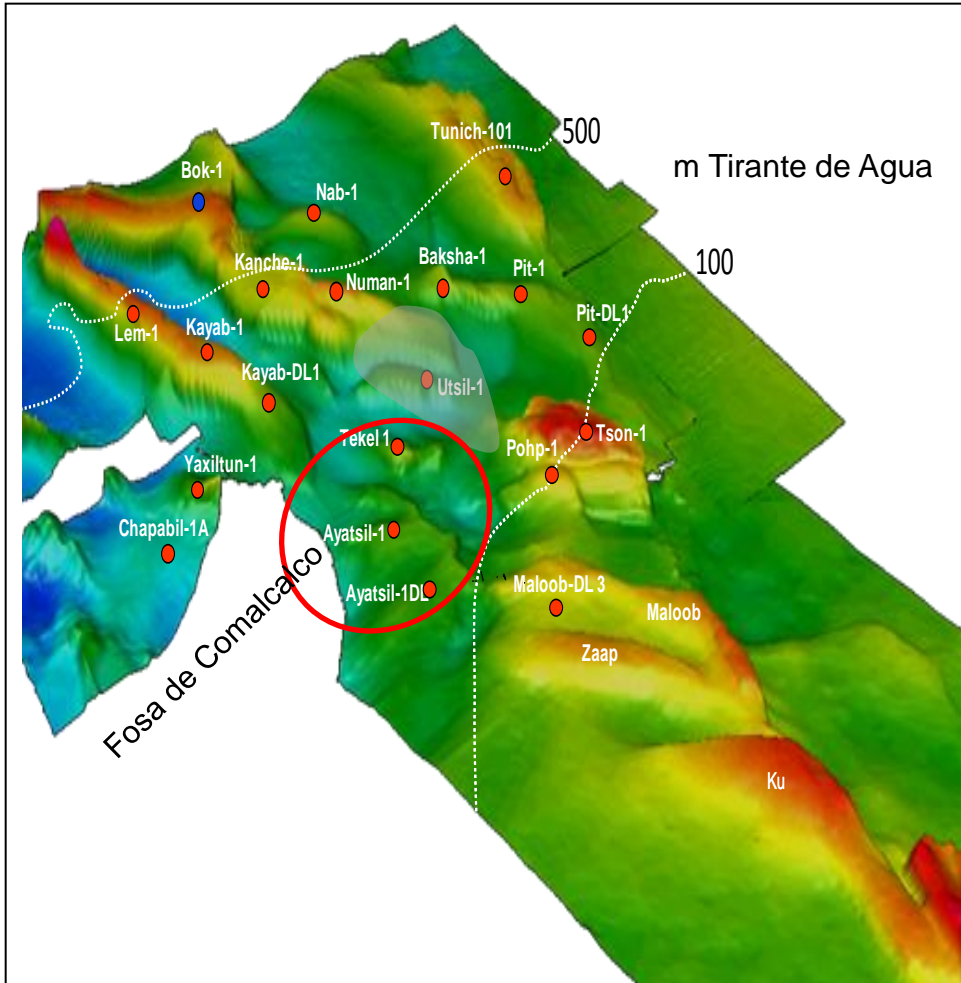 Tunich-101
500
m Tirante de Agua
Bok-1
Nab-1
Kanche-1
Numan-1
Baksha-1
Pit-1
100
Lem-1
Kayab-1
Pit-DL1
Kayab-DL1
Utsil-1
Tekel 1
Pohp-1
Tson-1
Yaxiltun-1
Chapabil-1A
Ayatsil-1
Ayatsil-1DL
Maloob-DL 3
Maloob
Zaap
Fosa de Comalcalco
Ku